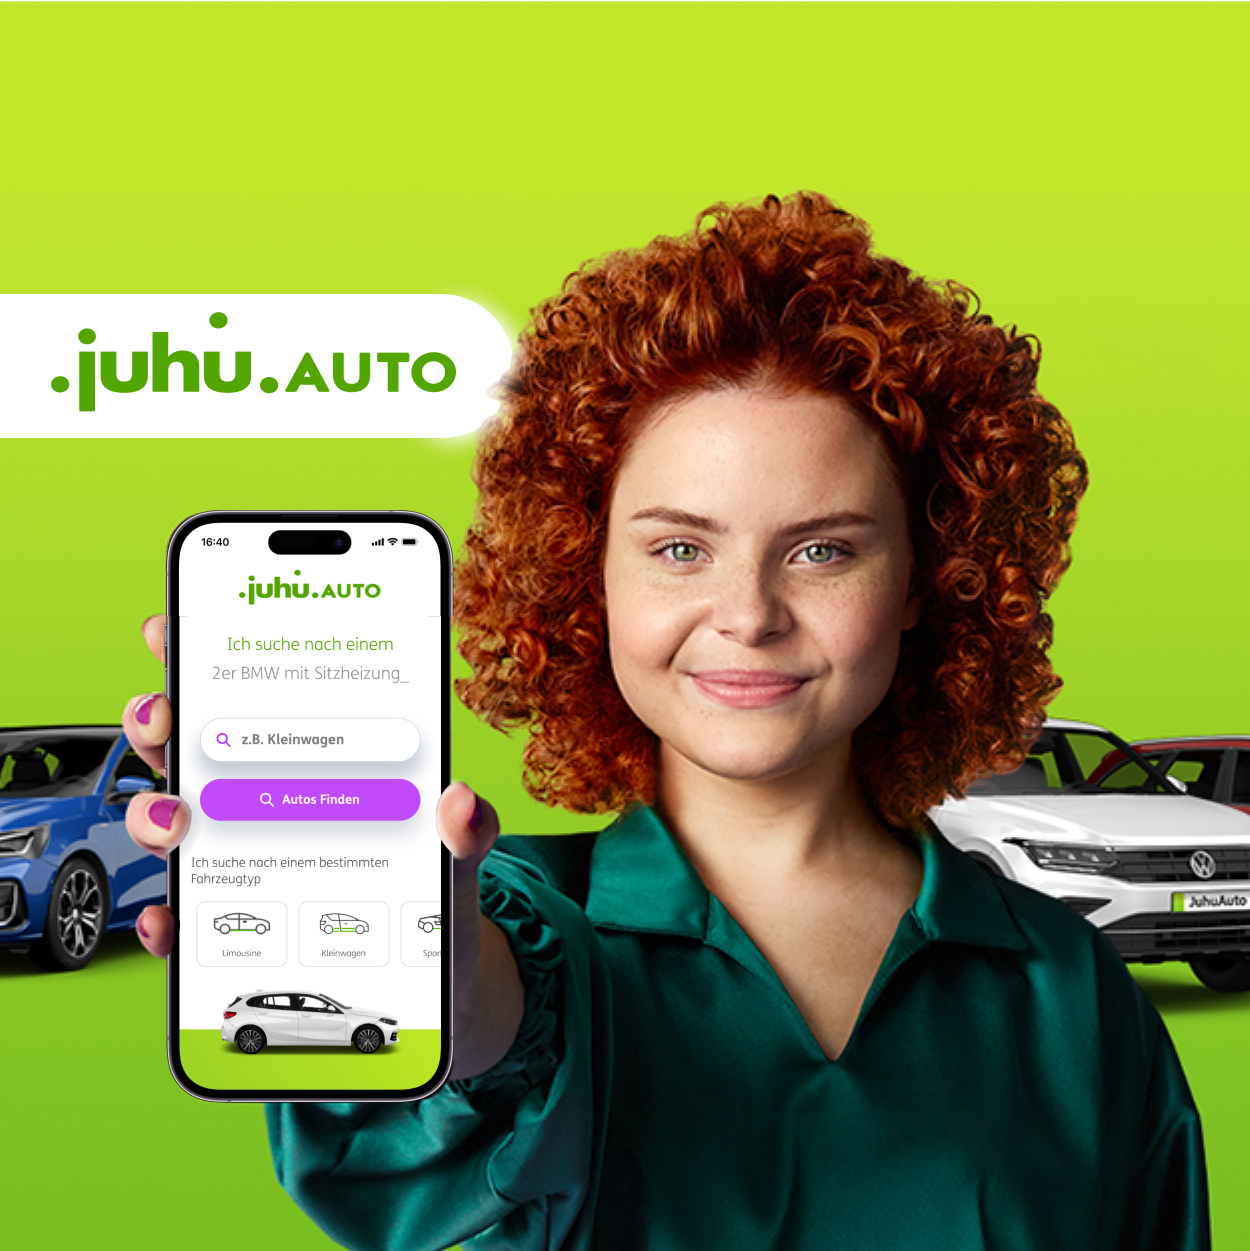 .juhu.AUTO
16:40
.juhu.AUTO
Ich suche nach einem
2er BMW mit Sitzheizung_
z.B. Kleinwagen
Autos Finden
Ich suche nach einem bestimmten
Fahrzeugtyp
Limousine
Kleinwagen
Spor
JuhuAuto